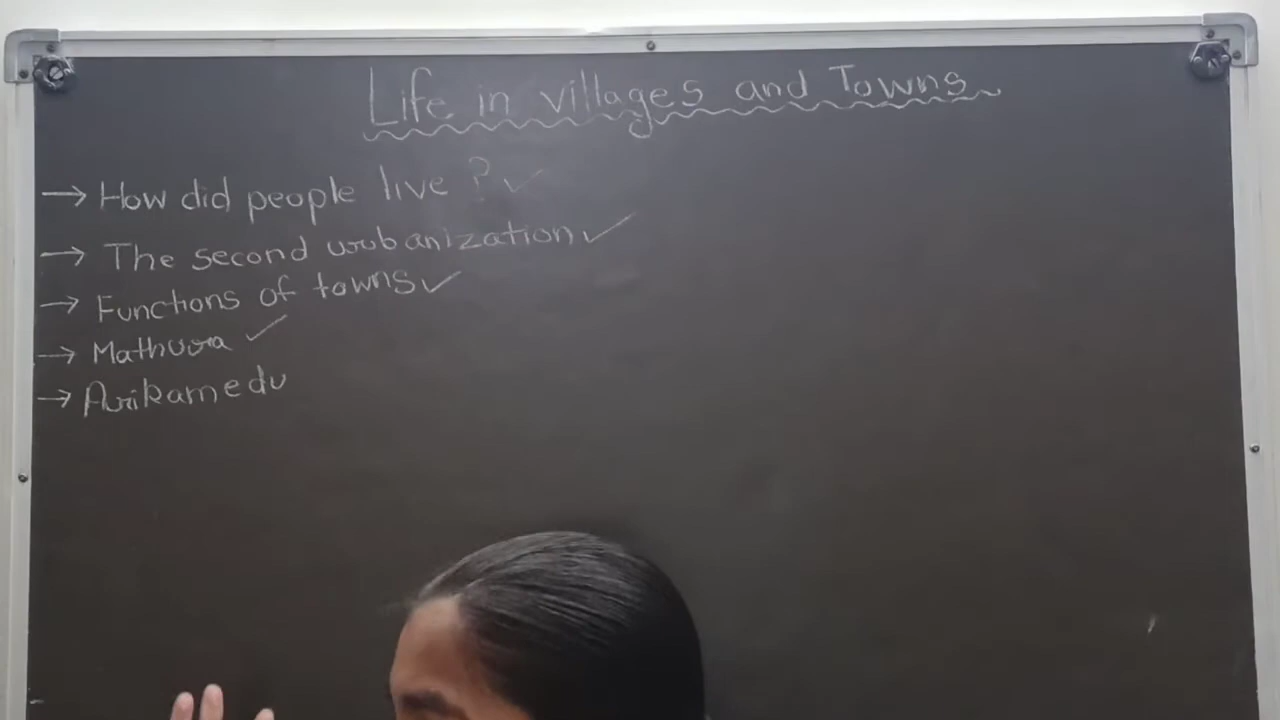 Life in villages and Towns
→ How did people live ? ✓
→ The second urbanization ✓
→ Functions of towns ✓
→ Mathura ✓
→ Arikamedu